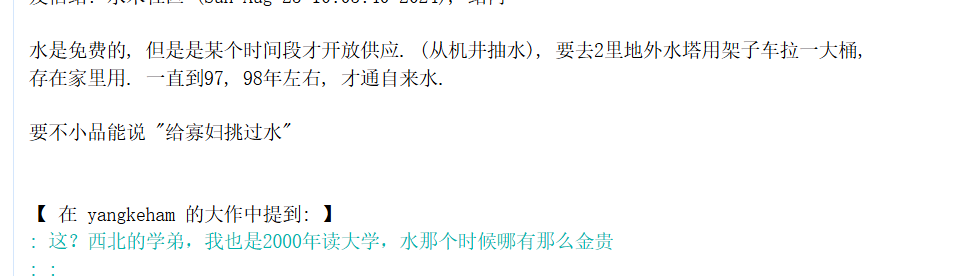 水是免费的, 但是是某个时间段才开放供应. (从机井抽水), 要去2里地外水塔用架子车拉一大桶,
存在家里用. 一直到97, 98年左右, 才通自来水.
要不小品能说 "给寡妇挑过水"
【 在 yangkeham 的大作中提到: 】
: 这？西北的学弟，我也是2000年读大学，水那个时候哪有那么金贵
: :